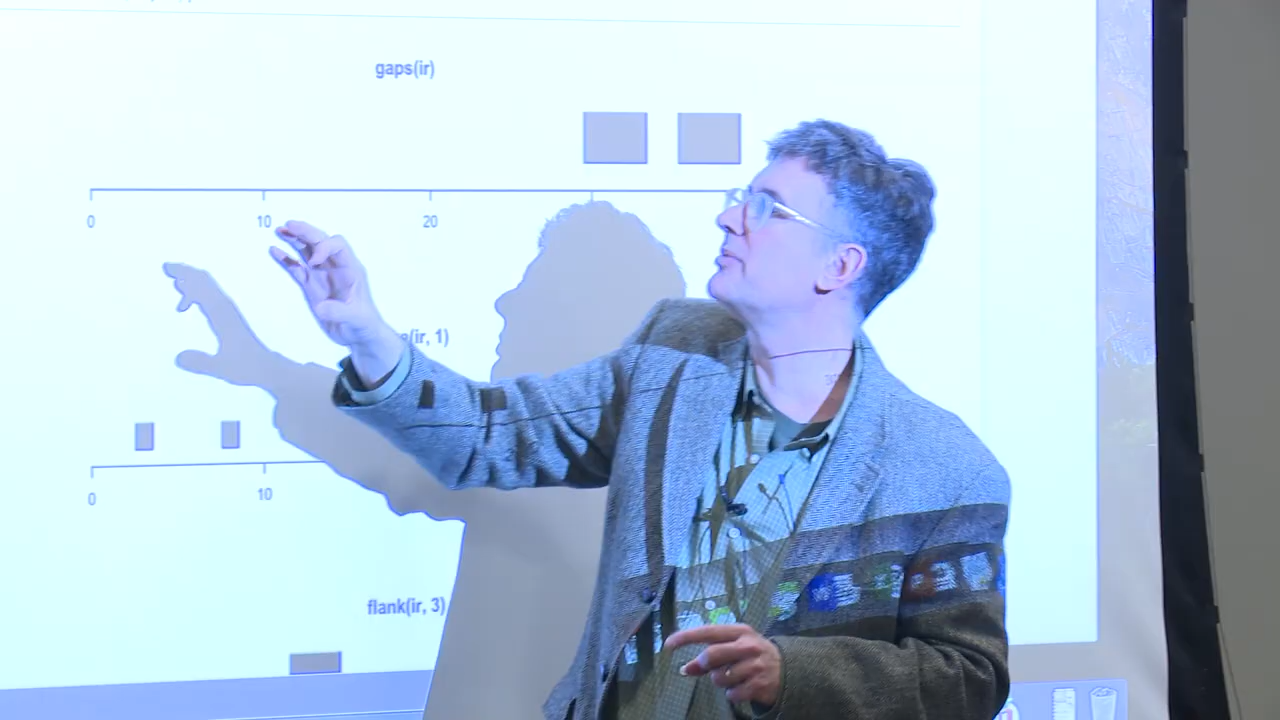 gaps(ir)
0 10 20
(ir, 1)
0 10
flank(ir, 3)